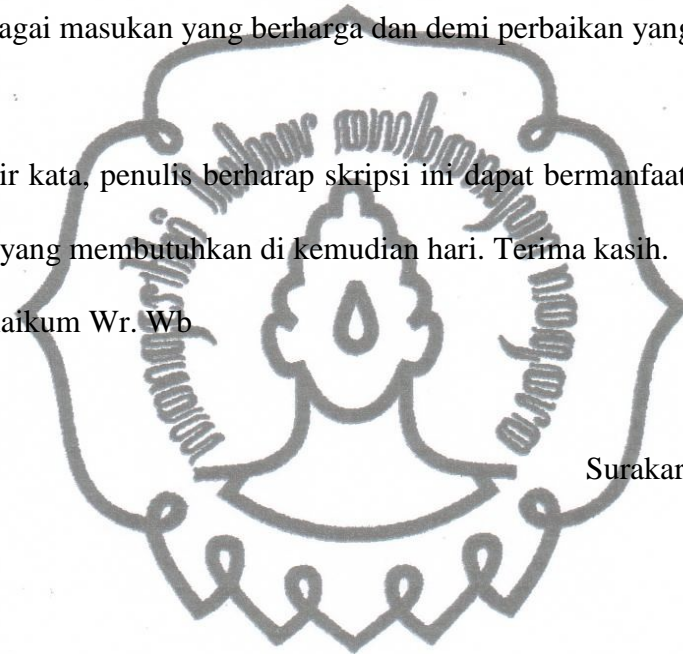 agai masukan yang berharga dan demi perbaikan yang
ir kata, penulis berharap skripsi ini dapat bermanfaat
yang membutuhkan di kemudian hari. Terima kasih.
aikum Wr. Wb
Surakar